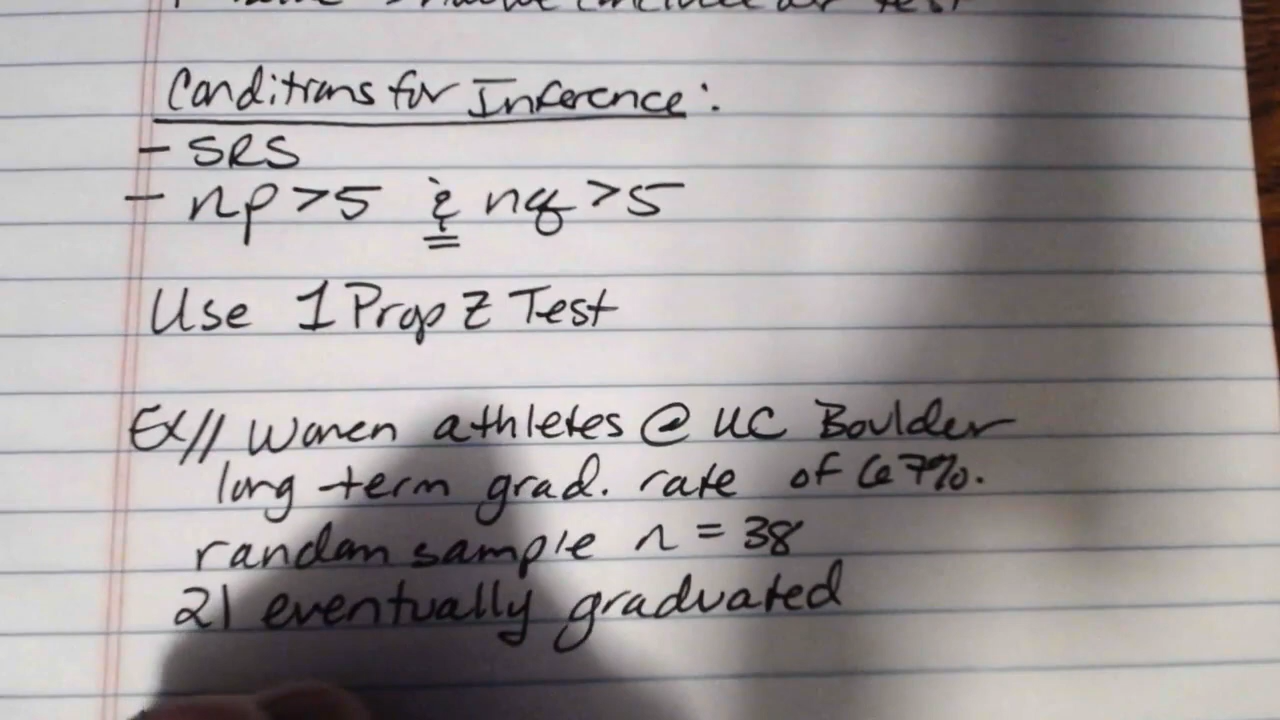 Conditions for Inference:
- SRS
- np >5 & nq >5
Use 1 Prop Z Test
Ex// Women athletes @ UC Boulder
long term grad. rate of 67%.
random sample n = 38
21 eventually graduated